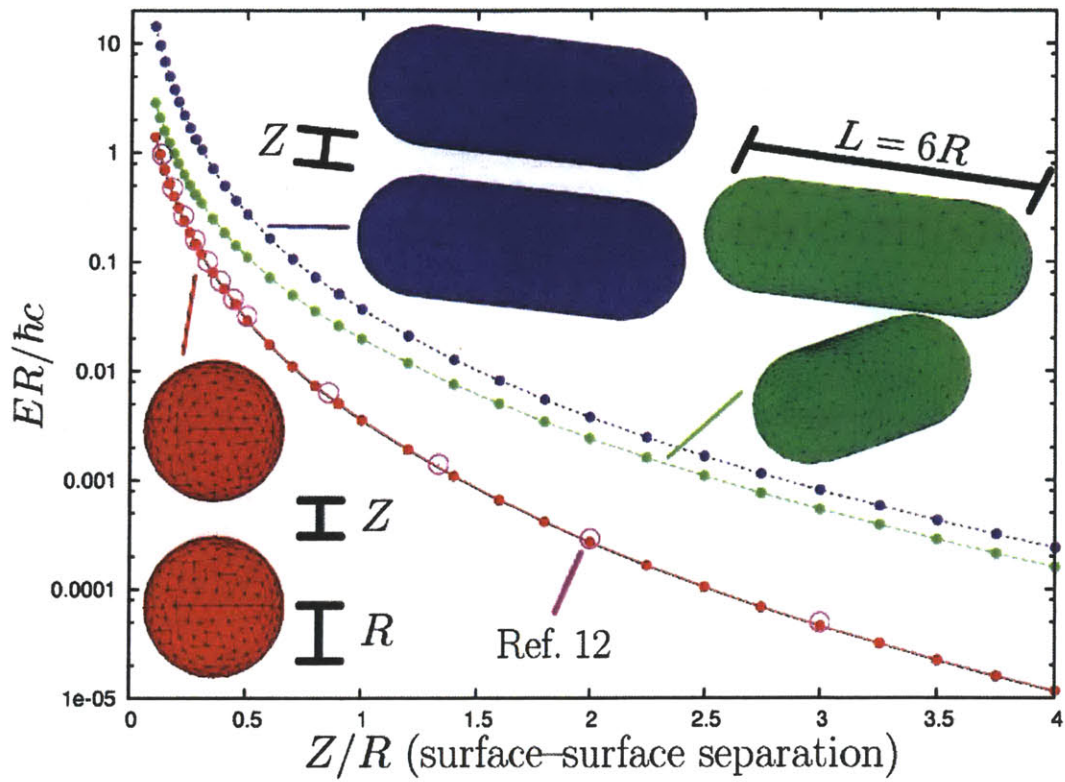 10
1
0.1
0.01
0.001
0.0001
1e-05
ER/ħc
Z
L = 6R
Z
R
Ref. 12
0 0.5 1 1.5 2 2.5 3 3.5 4
Z/R (surface–surface separation)